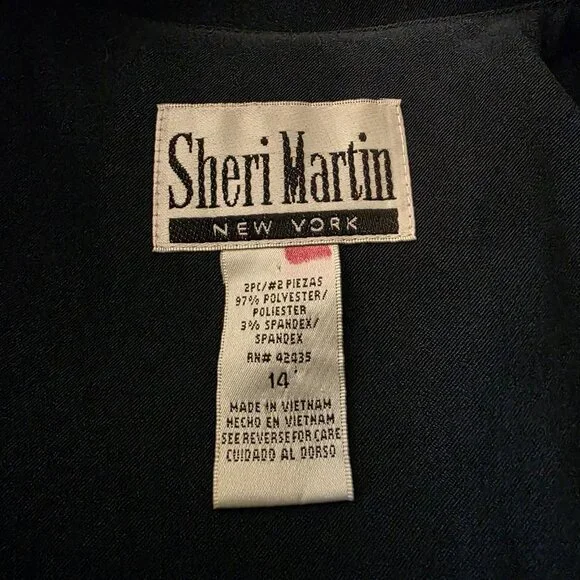 Sheri Martin
NEW YORK
2PC/#2 PIEZAS
97% POLYESTER/
POLIESTER
3% SPANDEX/
SPANDEX
RN# 42435
14
MADE IN VIETNAM
HECHO EN VIETNAM
SEE REVERSE FOR CARE
CUIDADO AL DORSO